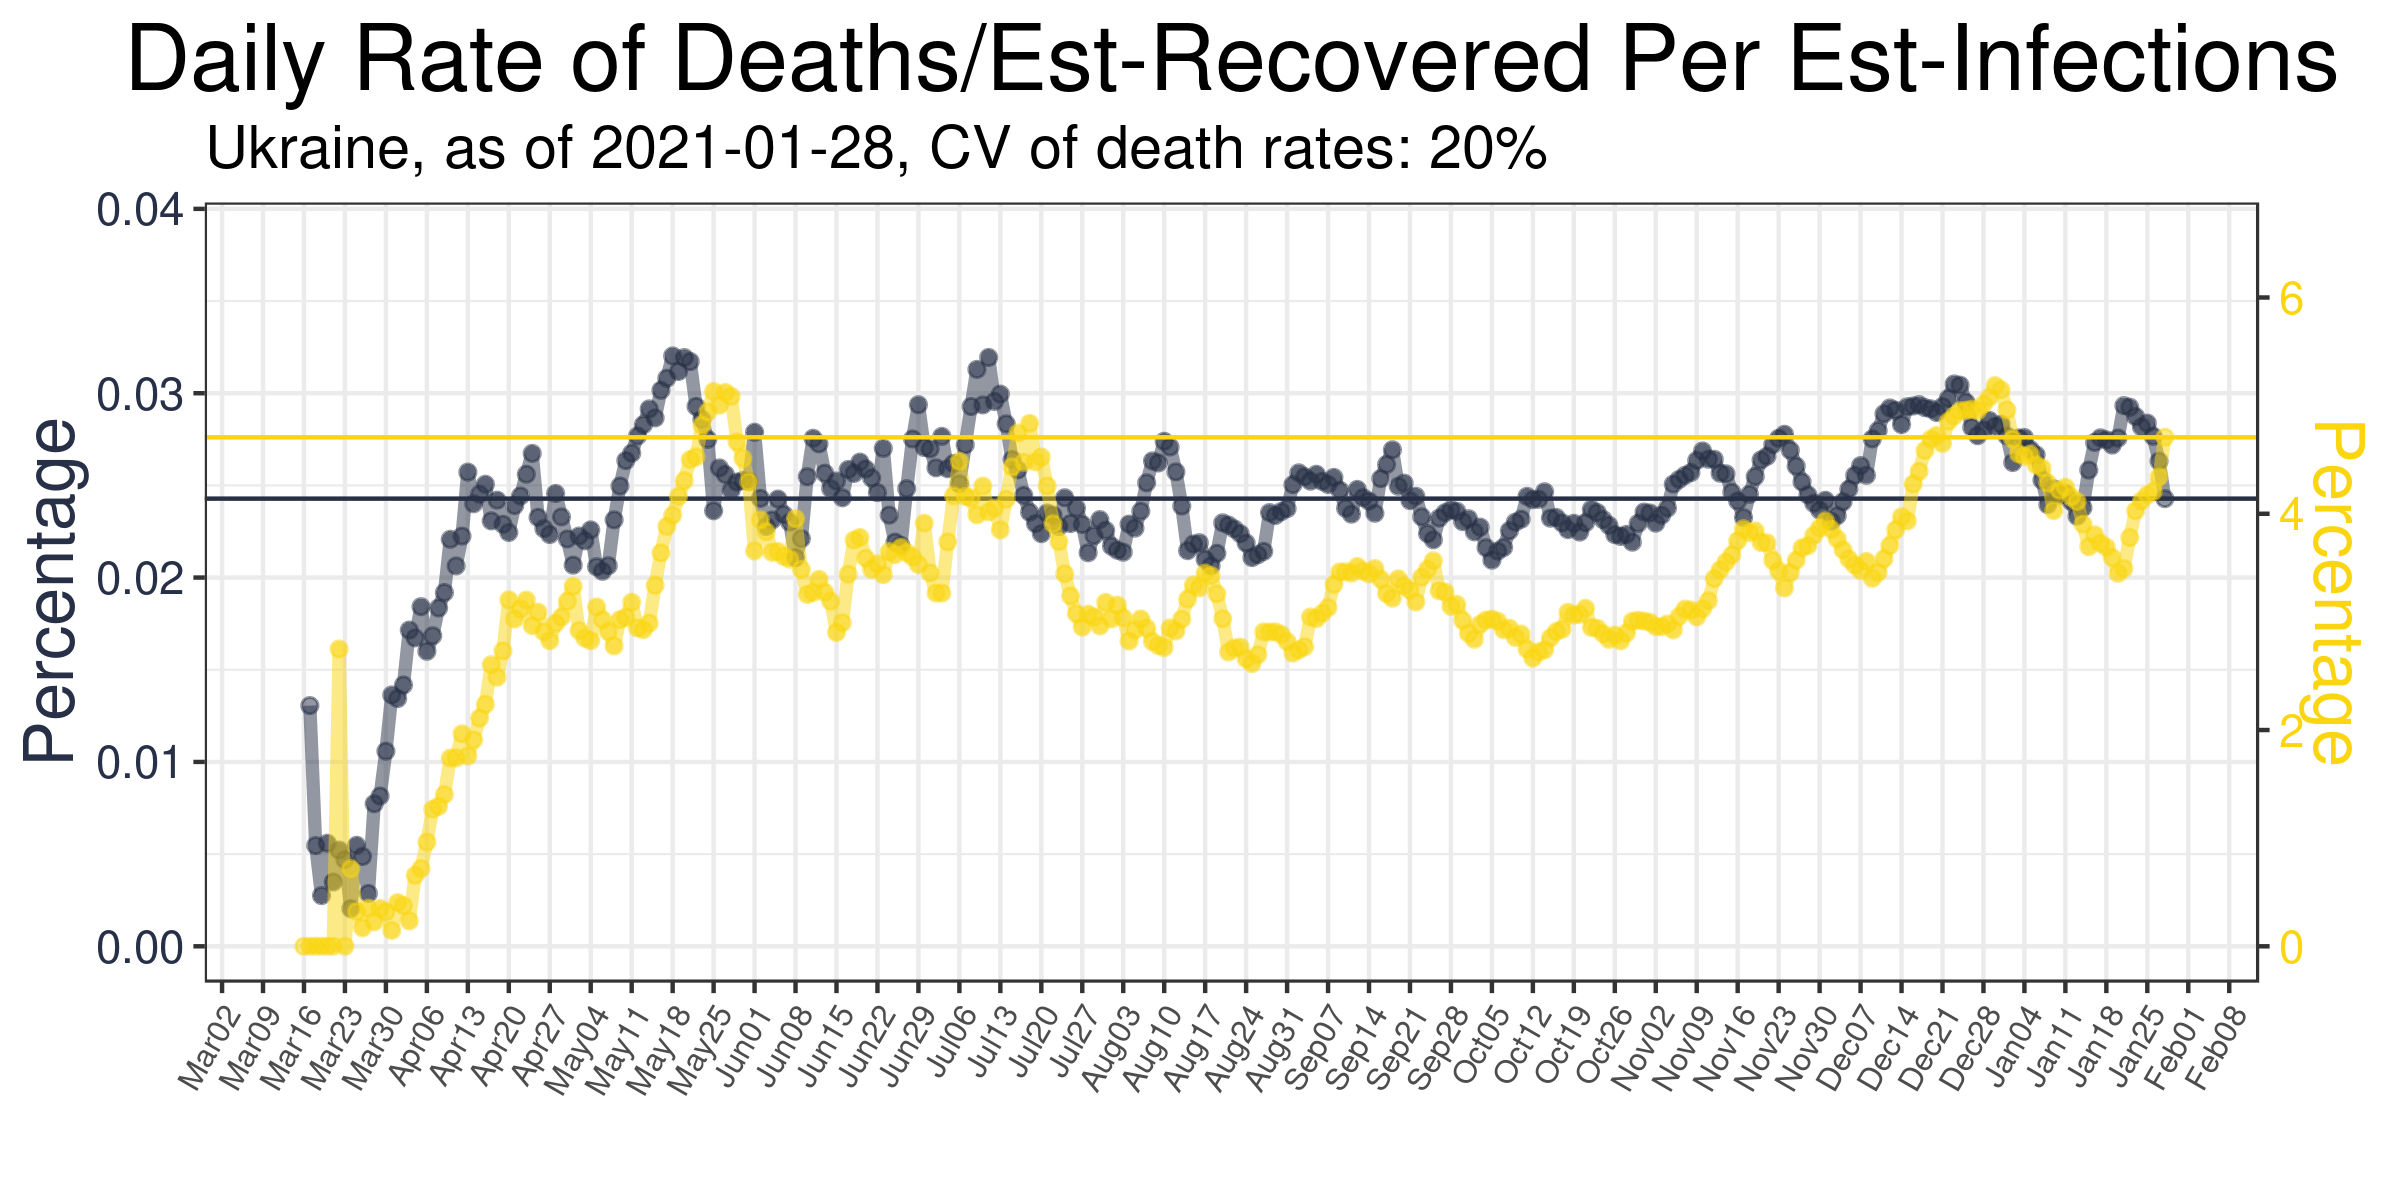 Daily Rate of Deaths/Est-Recovered Per Est-Infections
Ukraine, as of 2021-01-28, CV of death rates: 20%
0.04
0.03
0.02
0.01
0.00
Percentage
6
4
2
0
Percentage
Mar02
Mar09
Mar16
Mar23
Mar30
Apr06
Apr13
Apr20
Apr27
May04
May11
May18
May25
Jun01
Jun08
Jun15
Jun22
Jun29
Jul06
Jul13
Jul20
Jul27
Aug03
Aug10
Aug17
Aug24
Aug31
Sep07
Sep14
Sep21
Sep28
Oct05
Oct12
Oct19
Oct26
Nov02
Nov09
Nov16
Nov23
Nov30
Dec07
Dec14
Dec21
Dec28
Jan04
Jan11
Jan18
Jan25
Feb01
Feb08